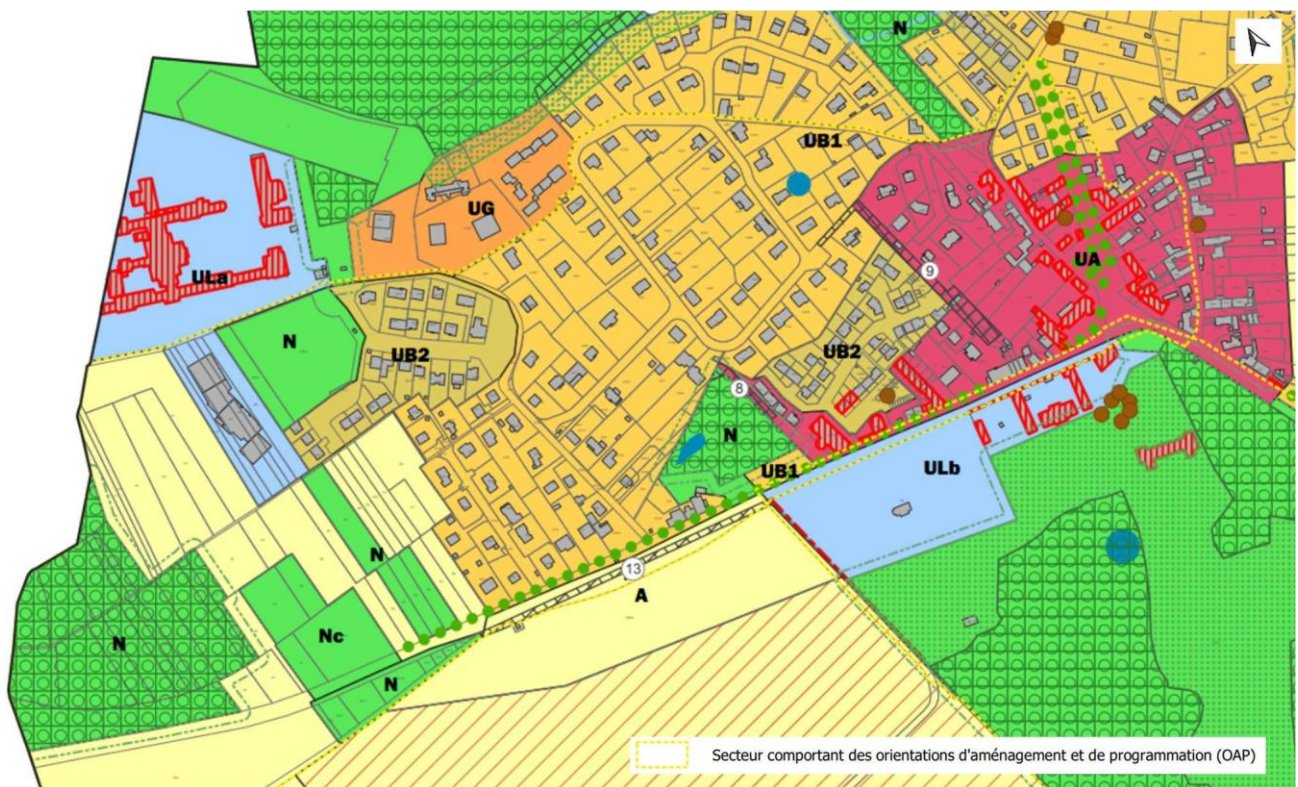 N
UB1
UG
ULa
UA
9
N
UB2
UB2
8
N
UB1
ULb
N
13
A
Nc
N
N
Secteur comportant des orientations d'aménagement et de programmation (OAP)